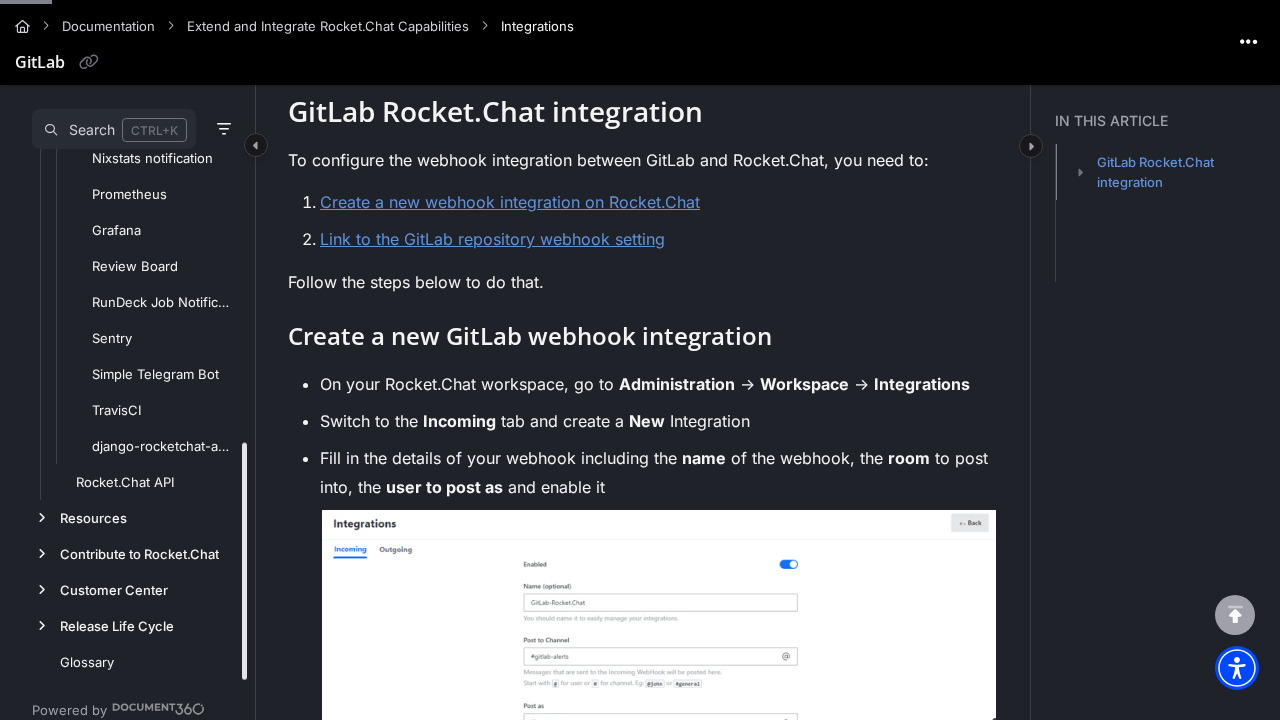 Documentation
Extend and Integrate Rocket.Chat Capabilities
Integrations
GitLab
Search CTRL+K
Nixstats notification
Prometheus
Grafana
Review Board
RunDeck Job Notific...
Sentry
Simple Telegram Bot
TravisCI
django-rocketchat-a...
Rocket.Chat API
Resources
Contribute to Rocket.Chat
Customer Center
Release Life Cycle
Glossary
Powered by DOCUMENT360
GitLab Rocket.Chat integration
To configure the webhook integration between GitLab and Rocket.Chat, you need to:
1. Create a new webhook integration on Rocket.Chat
2. Link to the GitLab repository webhook setting
Follow the steps below to do that.
Create a new GitLab webhook integration
• On your Rocket.Chat workspace, go to Administration → Workspace → Integrations
• Switch to the Incoming tab and create a New Integration
• Fill in the details of your webhook including the name of the webhook, the room to post
into, the user to post as and enable it
Integrations
← Back
Incoming Outgoing
Enabled
Name (optional)
GitLab-Rocket.Chat
You should name it to easily manage your integrations.
Post to Channel
#gitlab-alerts @
Messages that are sent to the Incoming WebHook will be posted here.
Start with @ for user or # for channel. Eg: @john or #general
Post as
IN THIS ARTICLE
GitLab Rocket.Chat
integration